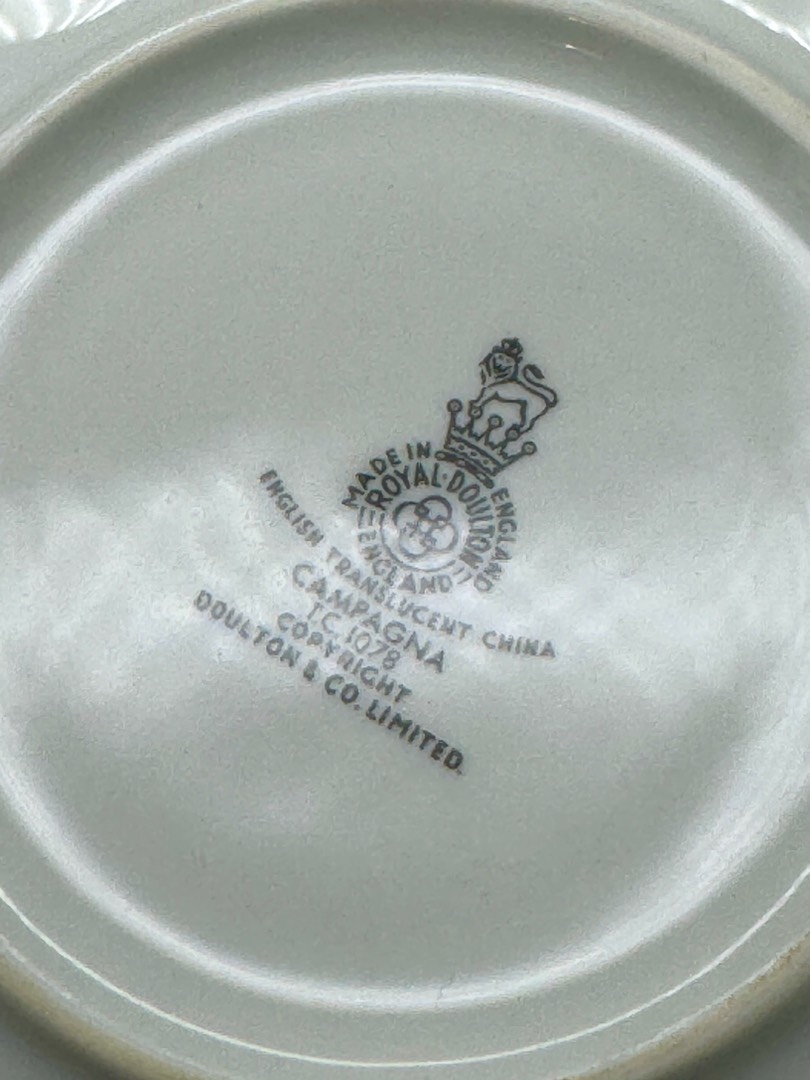 MADE IN ENGLAND
ROYAL·DOULTON
ENGLAND
ENGLISH TRANSLUCENT CHINA
CAMPAGNA
T.C. 1078
COPYRIGHT
DOULTON & CO. LIMITED.